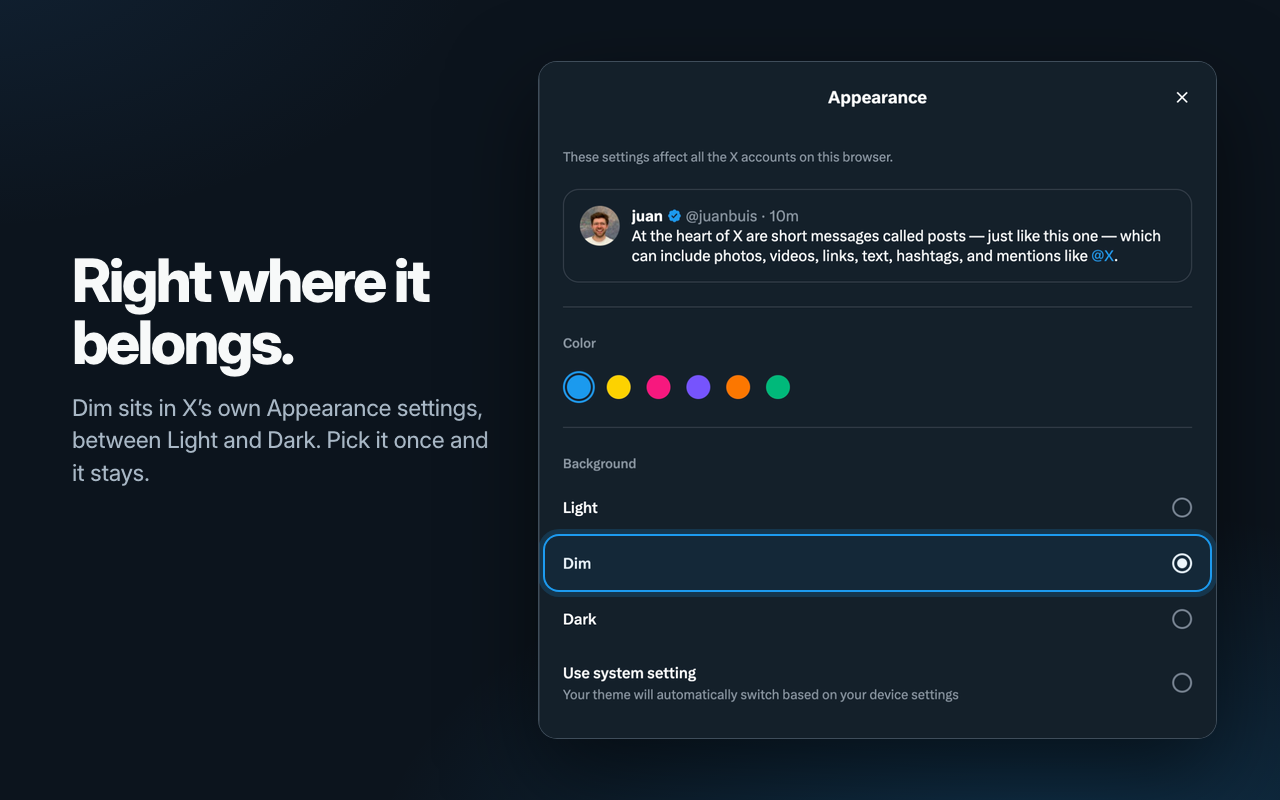 Right where it
belongs.
Dim sits in X’s own Appearance settings,
between Light and Dark. Pick it once and
it stays.
Appearance
These settings affect all the X accounts on this browser.
juan @juanbuis · 10m
At the heart of X are short messages called posts — just like this one — which
can include photos, videos, links, text, hashtags, and mentions like @X.
Color
Background
Light
Dim
Dark
Use system setting
Your theme will automatically switch based on your device settings